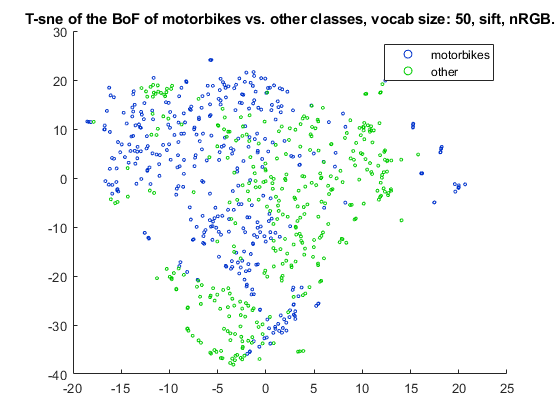 T-sne of the BoF of motorbikes vs. other classes, vocab size: 50, sift, nRGB.
30
20
10
0
-10
-20
-30
-40
-20 -15 -10 -5 0 5 10 15 20 25
motorbikes
other